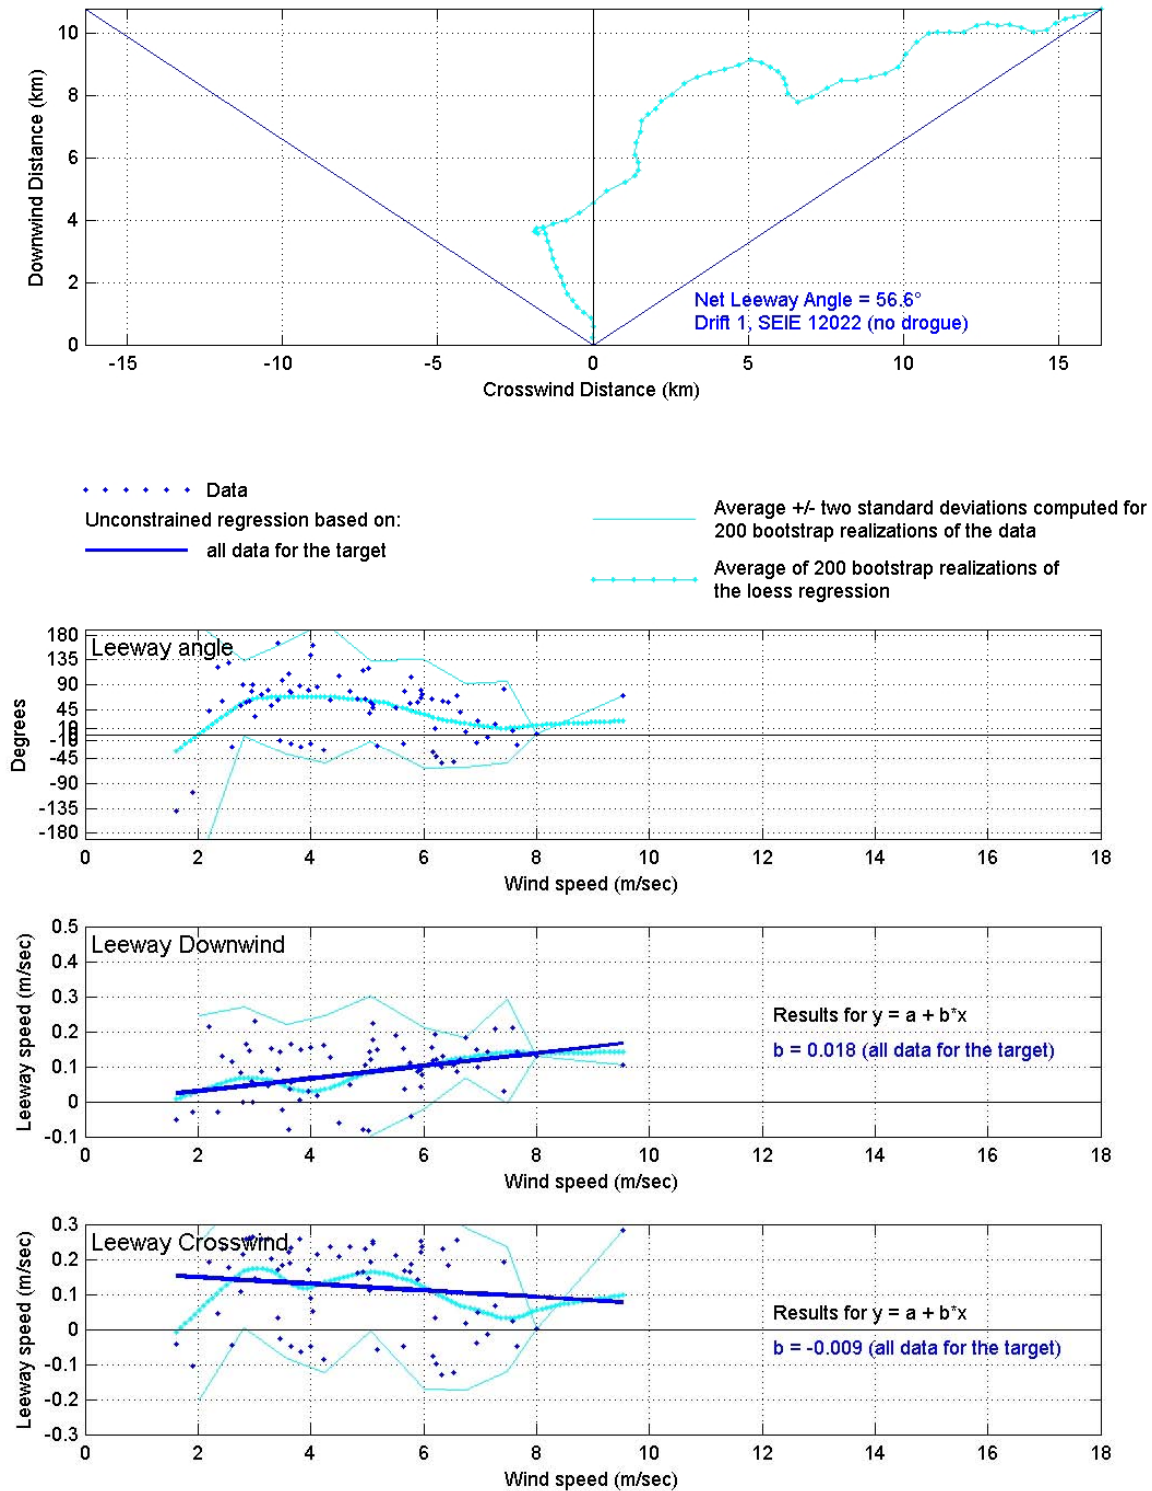 10
8
6
4
2
0
Downwind Distance (km)
Net Leeway Angle = 56.6°
Drift 1, SEIE 12022 (no drogue)
-15 -10 -5 0 5 10 15
Crosswind Distance (km)
Data
Unconstrained regression based on:
all data for the target
Average +/- two standard deviations computed for
200 bootstrap realizations of the data
Average of 200 bootstrap realizations of
the loess regression
Leeway angle
180
135
90
45
10
0
-10
-45
-90
-135
-180
Degrees
0 2 4 6 8 10 12 14 16 18
Wind speed (m/sec)
Leeway Downwind
0.5
0.4
0.3
0.2
0.1
0
-0.1
Leeway speed (m/sec)
Results for y = a + b*x
b = 0.018 (all data for the target)
0 2 4 6 8 10 12 14 16 18
Wind speed (m/sec)
Leeway Crosswind
0.3
0.2
0.1
0
-0.1
-0.2
-0.3
Leeway speed (m/sec)
Results for y = a + b*x
b = -0.009 (all data for the target)
0 2 4 6 8 10 12 14 16 18
Wind speed (m/sec)